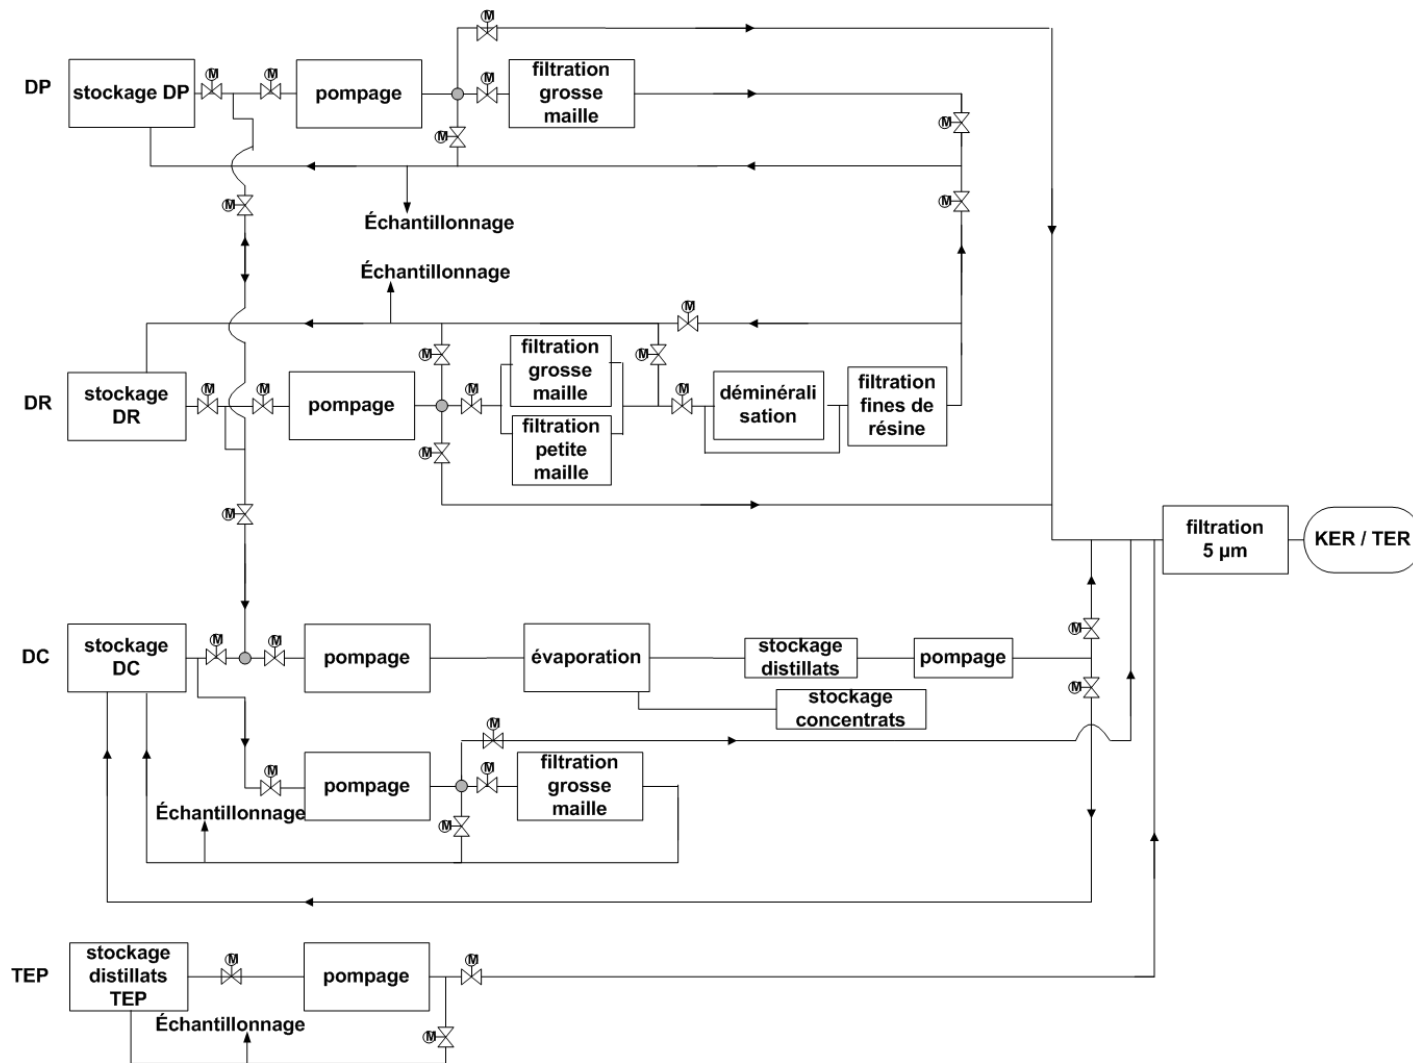 DP
stockage DP
M
M
pompage
M
M
filtration
grosse
maille
M
M
M
M
Échantillonnage
Échantillonnage
M
DR
stockage
DR
M
M
pompage
M
M
M
filtration
grosse
maille
filtration
petite
maille
M
M
déminérali
sation
filtration
fines de
résine
M
filtration
5 µm
KER / TER
DC
stockage
DC
M
M
pompage
évaporation
stockage
distillats
pompage
M
M
stockage
concentrats
M
pompage
M
M
M
filtration
grosse
maille
Échantillonnage
TEP
stockage
distillats
TEP
M
pompage
M
M
Échantillonnage